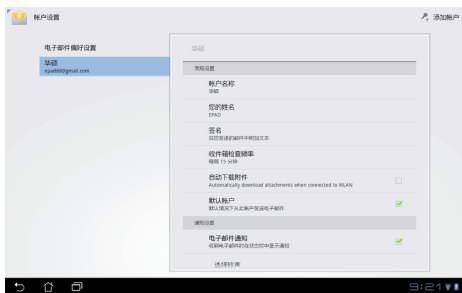 帐户设置
添加帐户
电子邮件偏好设置
华硕
epad88@gmail.com
华硕
常规设置
帐户名称
华硕
您的姓名
EPAD
签名
在您发送的邮件中附加文本
收件箱检查频率
每隔 15 分钟
自动下载附件
Automatically download attachments when connected to WLAN
默认帐户
默认情况下从此帐户发送电子邮件
通知设置
电子邮件通知
收到电子邮件时在状态栏中显示通知
选择铃声
9:21